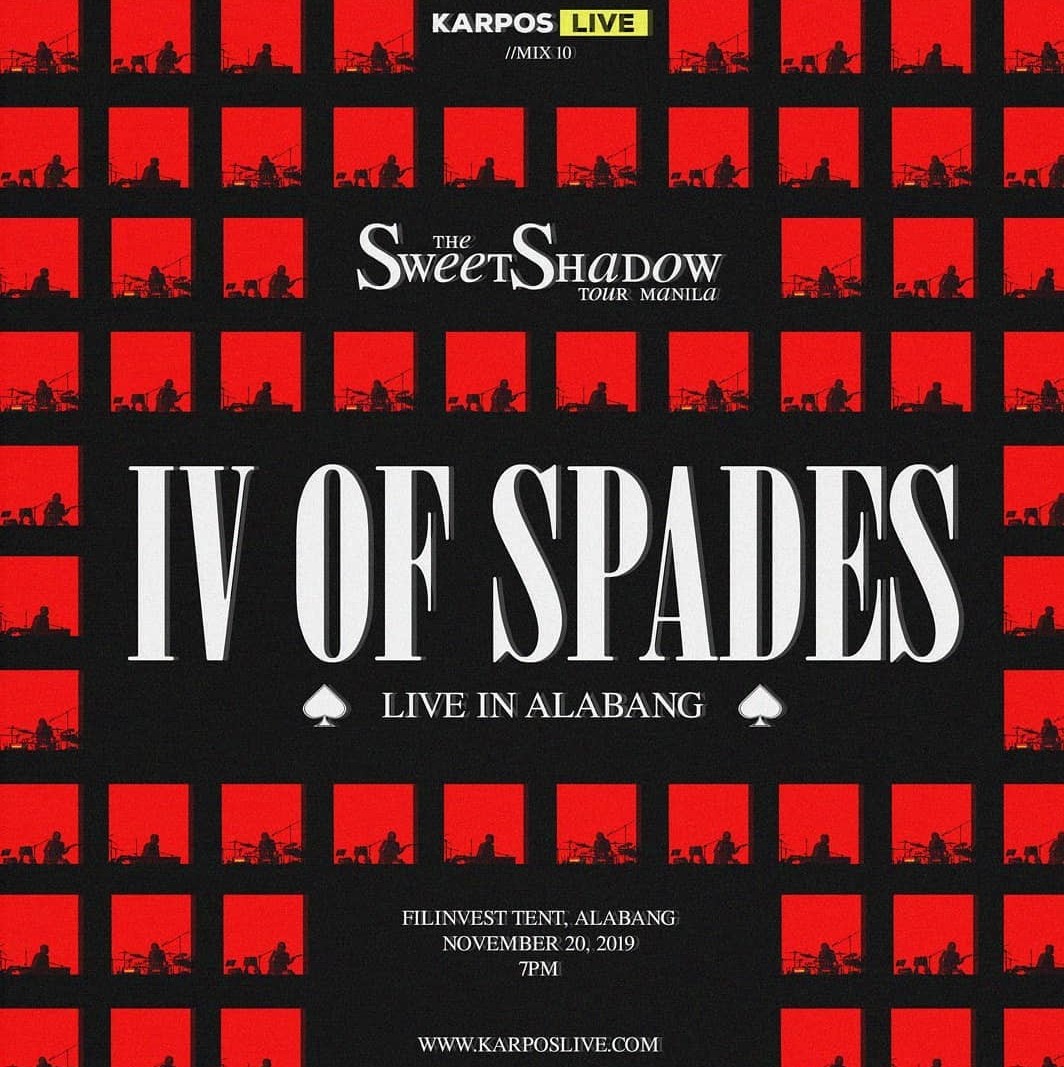 KARPOS LIVE
//MIX 10
THe
SWeeTSHaDOW
TOUR MaNILa
IV OF SPADES
LIVE IN ALABANG
FILINVEST TENT, ALABANG
NOVEMBER 20, 2019
7PM
WWW.KARPOSLIVE.COM